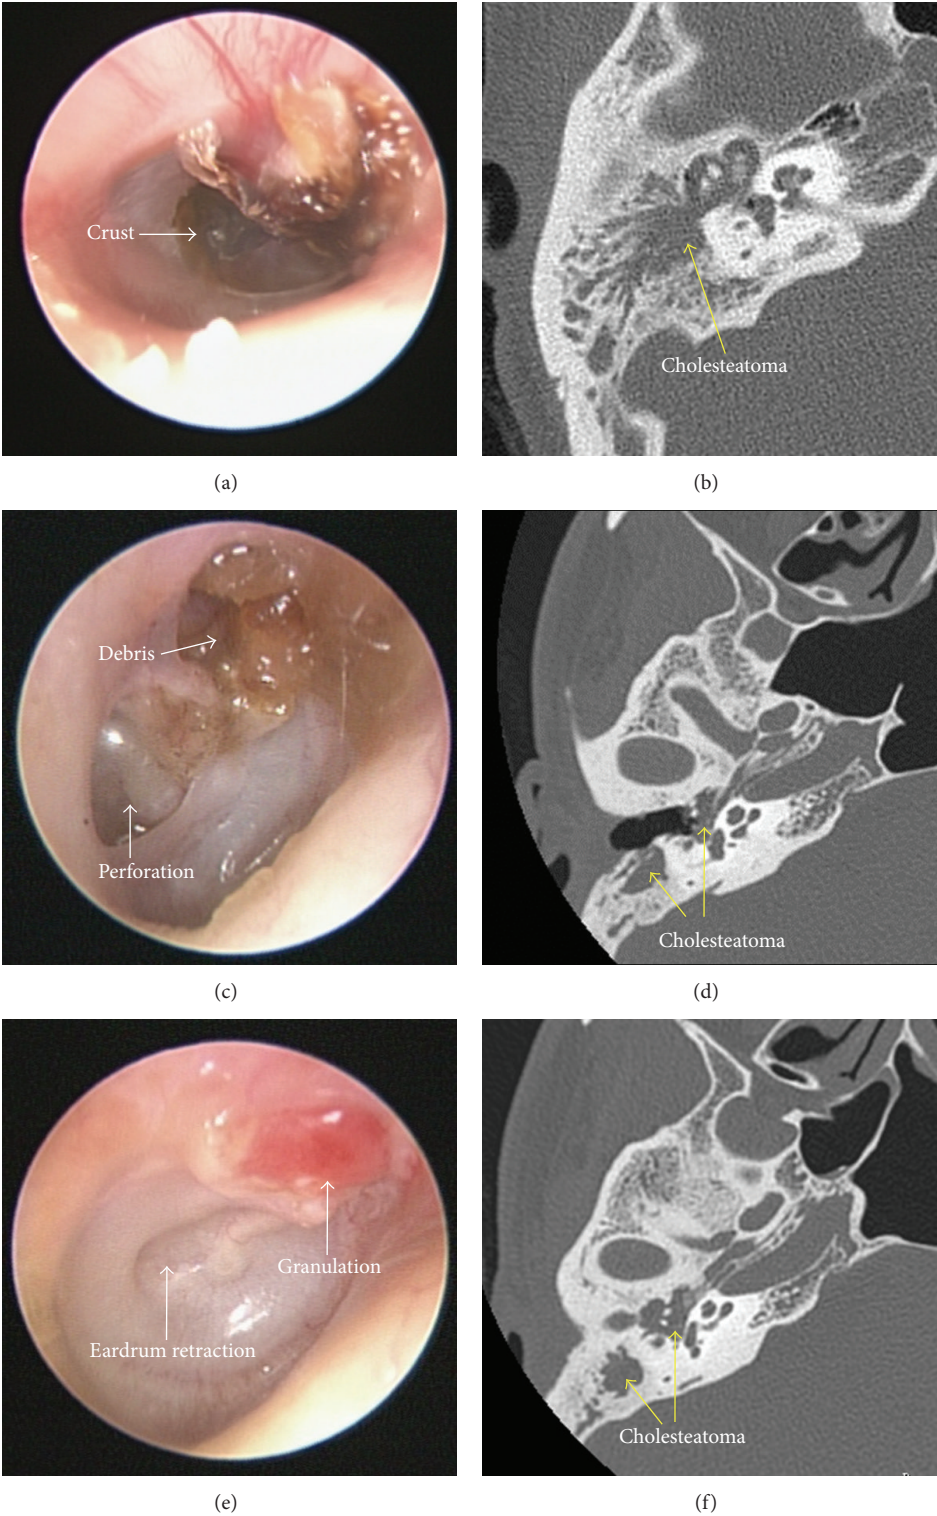 Crust
Cholesteatoma
(a)
(b)
Debris
Perforation
Cholesteatoma
(c)
(d)
Granulation
Eardrum retraction
Cholesteatoma
(e)
(f)